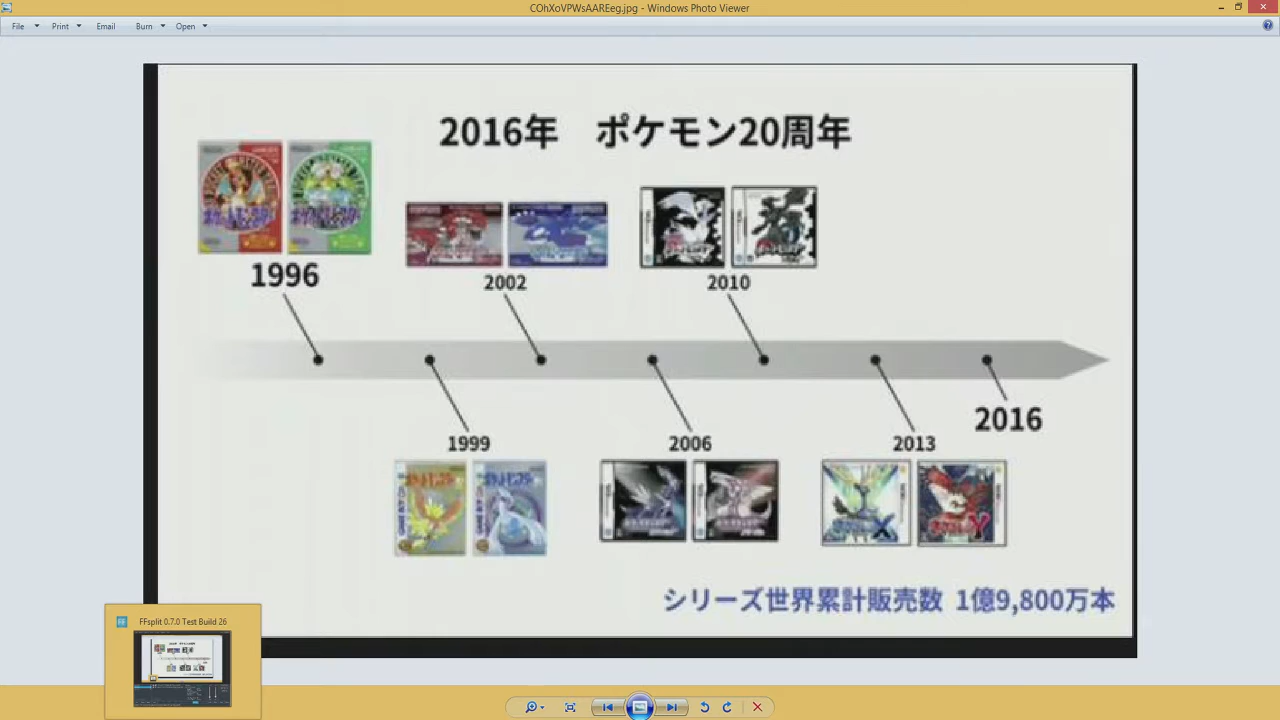 COhXoVPWsAAREeg.jpg - Windows Photo Viewer
File Print Email Burn Open
2016年 ポケモン20周年
1996
2002
2010
1999
2006
2013
2016
シリーズ世界累計販売数 1億9,800万本
FFsplit 0.7.0 Test Build 26